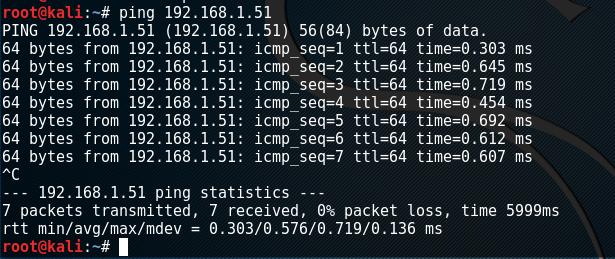 root@kali:~# ping 192.168.1.51
PING 192.168.1.51 (192.168.1.51) 56(84) bytes of data.
64 bytes from 192.168.1.51: icmp_seq=1 ttl=64 time=0.303 ms
64 bytes from 192.168.1.51: icmp_seq=2 ttl=64 time=0.645 ms
64 bytes from 192.168.1.51: icmp_seq=3 ttl=64 time=0.719 ms
64 bytes from 192.168.1.51: icmp_seq=4 ttl=64 time=0.454 ms
64 bytes from 192.168.1.51: icmp_seq=5 ttl=64 time=0.692 ms
64 bytes from 192.168.1.51: icmp_seq=6 ttl=64 time=0.612 ms
64 bytes from 192.168.1.51: icmp_seq=7 ttl=64 time=0.607 ms
^C
--- 192.168.1.51 ping statistics ---
7 packets transmitted, 7 received, 0% packet loss, time 5999ms
rtt min/avg/max/mdev = 0.303/0.576/0.719/0.136 ms
root@kali:~#